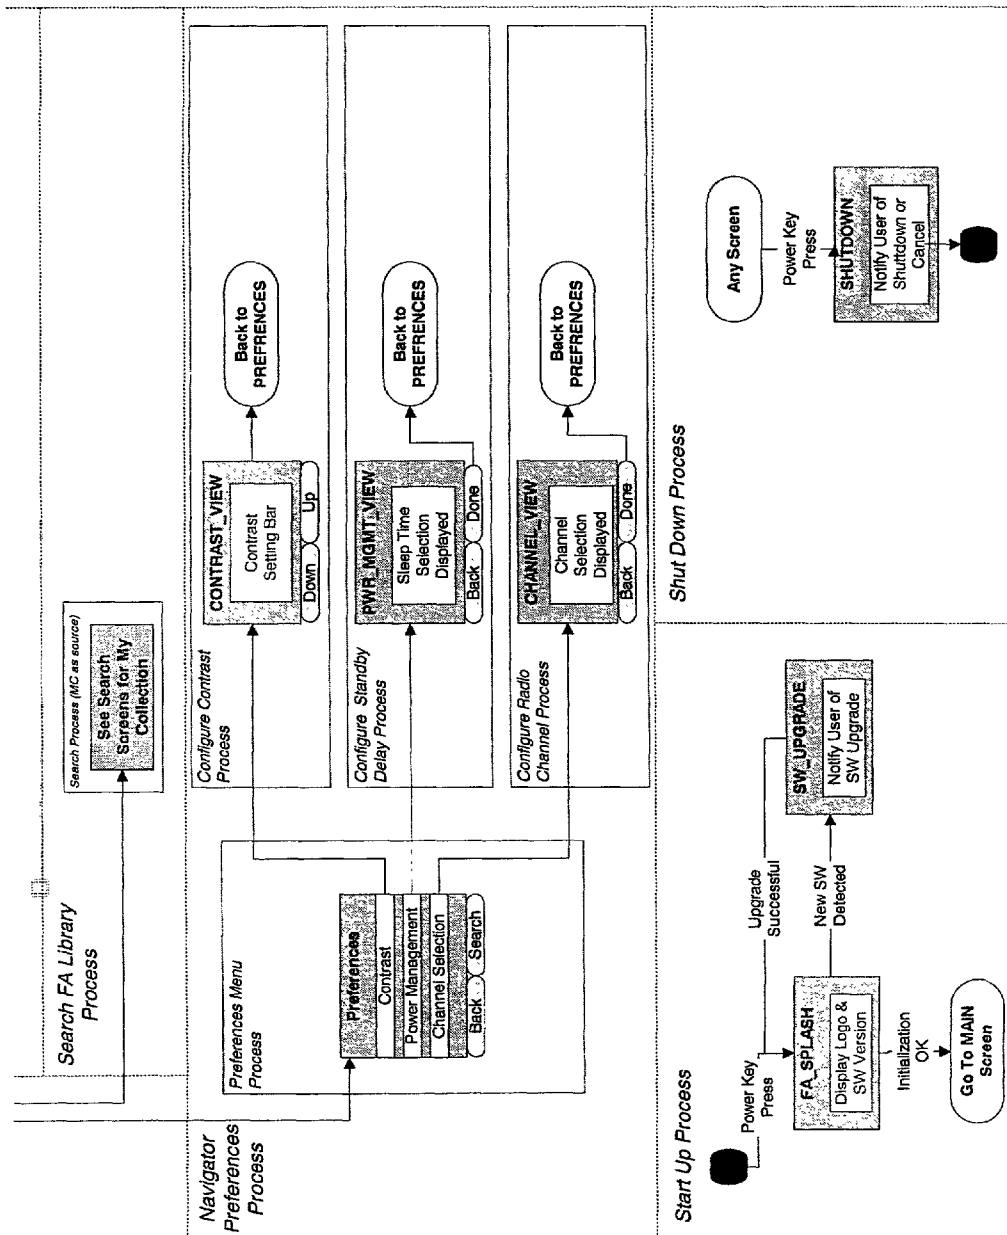 Search FA Library
Process
Search Process (MC as source)
See Search
Screens for My
Collection
Navigator
Preferences
Process
Preferences Menu
Process
Preferences
Contrast
Power Management
Channel Selection
Back
Search
Configure Contrast
Process
CONTRAST_VIEW
Contrast
Setting Bar
Down
Up
Back to
PREFRENCES
Configure Standby
Delay Process
PWR_MGMT_VIEW
Sleep Time
Selection
Displayed
Back
Done
Back to
PREFRENCES
Configure Radio
Channel Process
CHANNEL_VIEW
Channel
Selection
Displayed
Back
Done
Back to
PREFRENCES
Start Up Process
Power Key
Press
FA_SPLASH
Display Logo &
SW Version
Initialization
OK
Go To MAIN
Screen
Upgrade
Successful
New SW
Detected
SW_UPGRADE
Notify User of
SW Upgrade
Shut Down Process
Any Screen
Power Key
Press
SHUTDOWN
Notify User of
Shuttdown or
Cancel